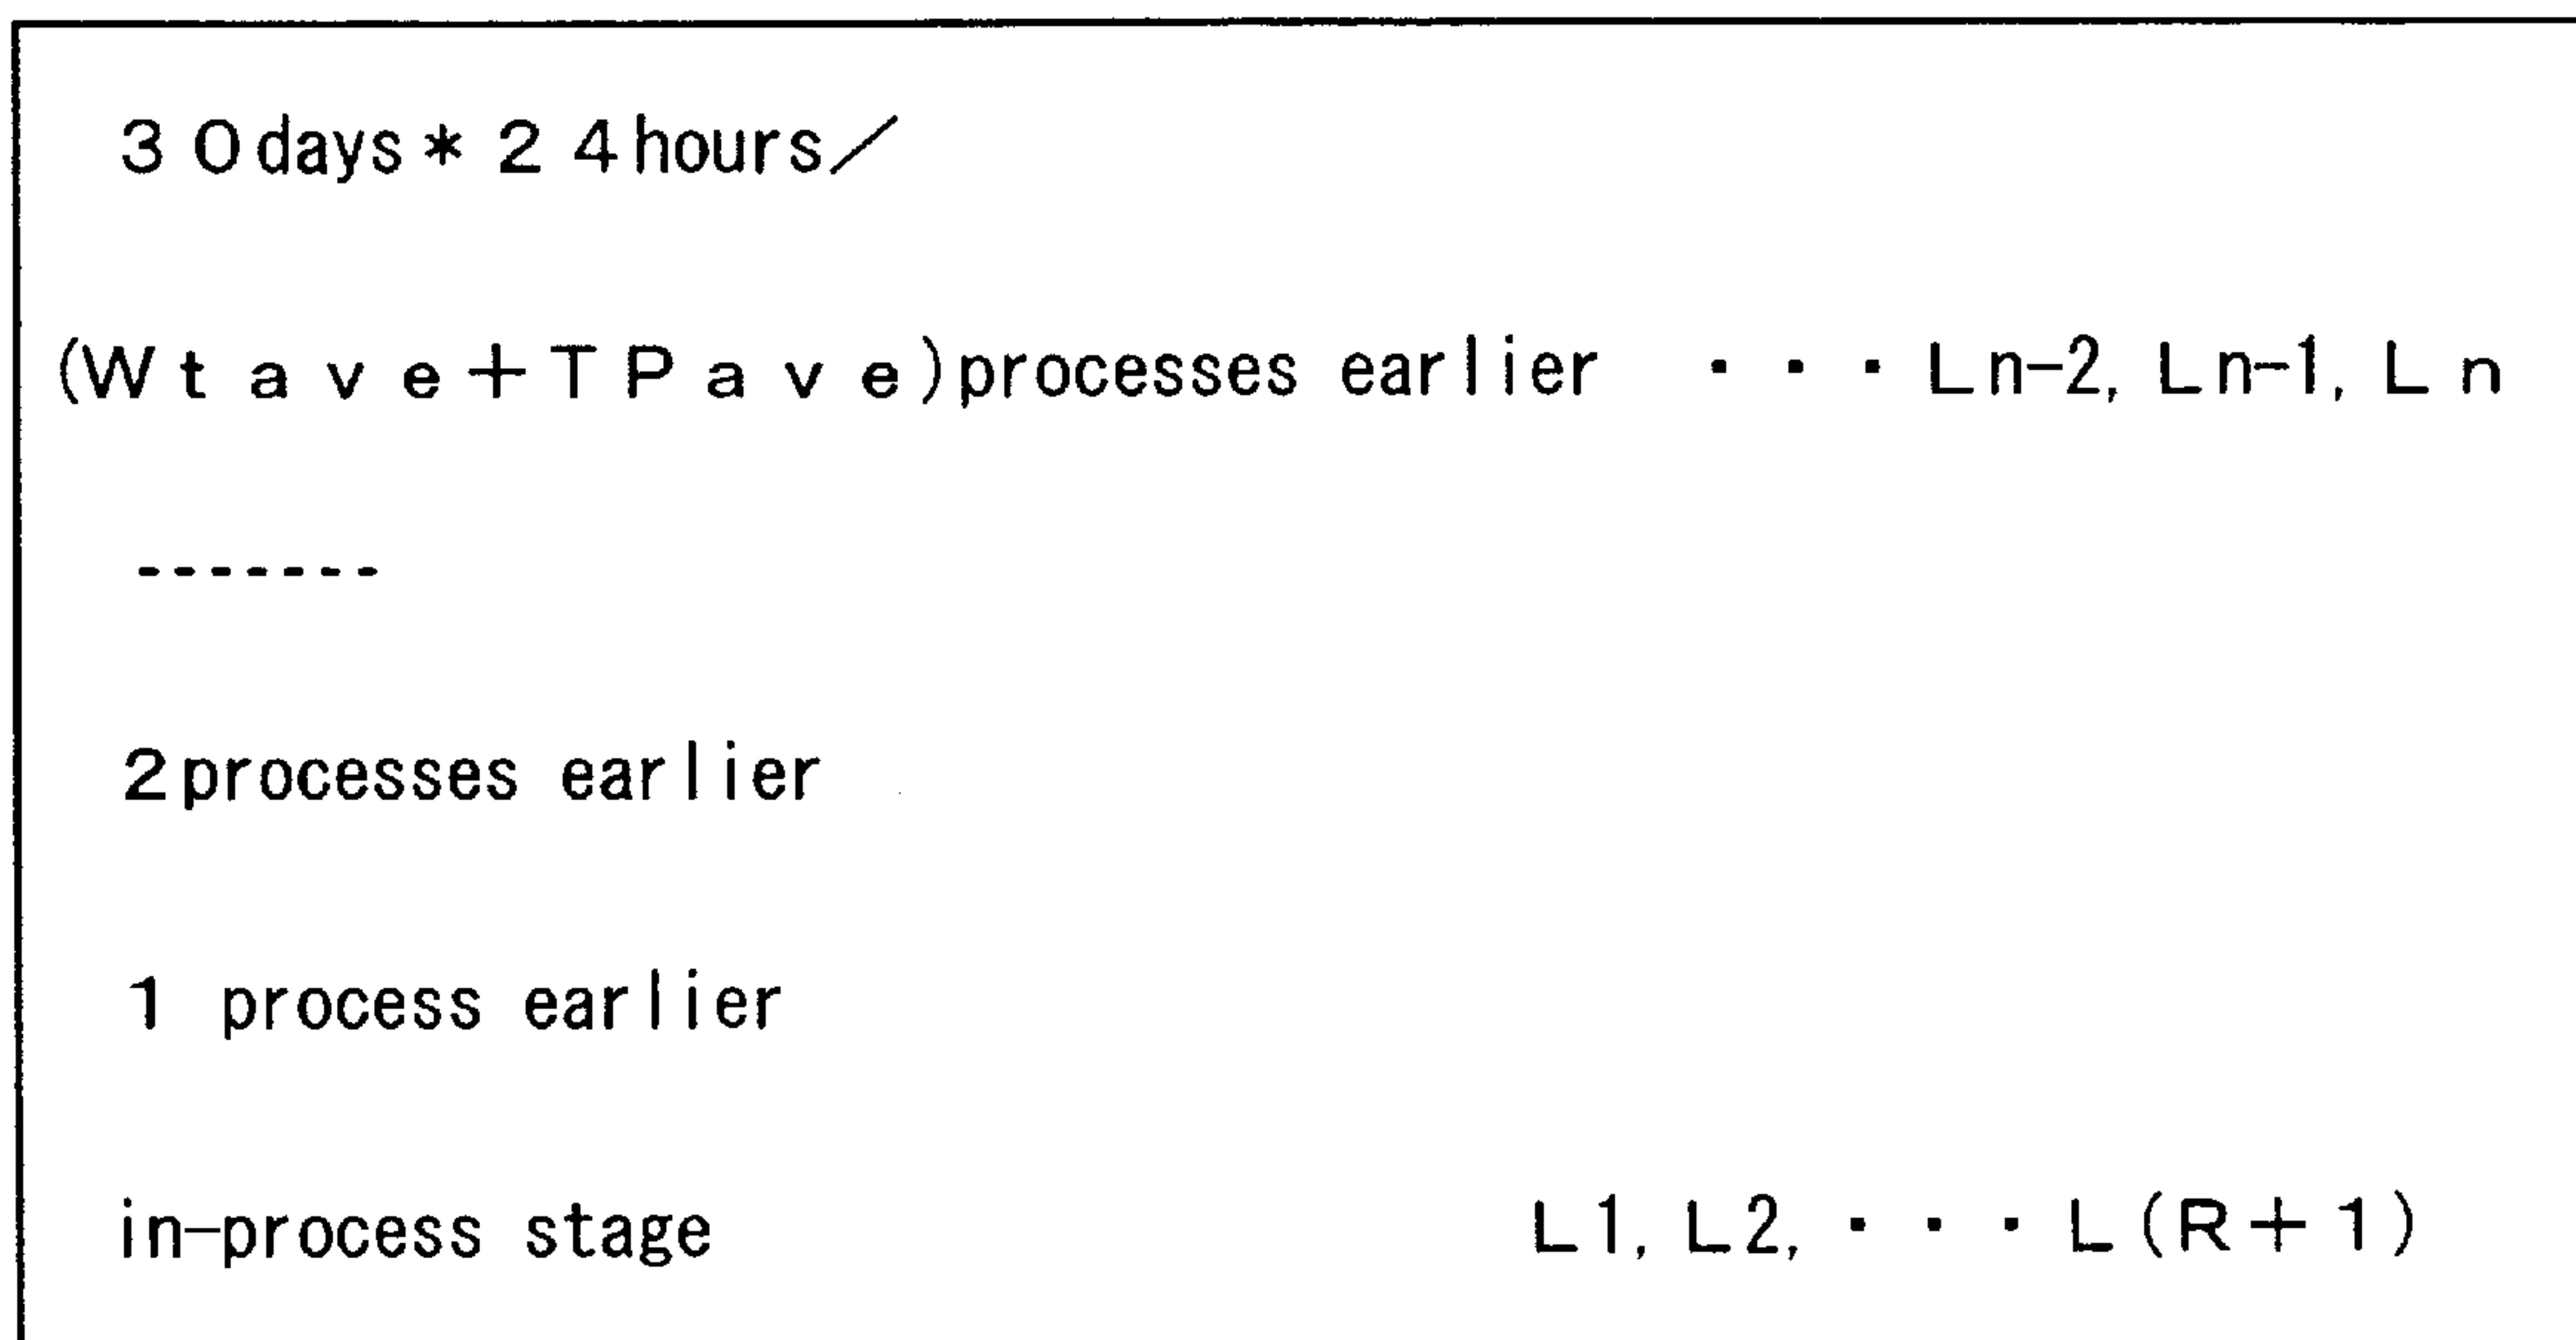 30days*24hours/
(Wtave+TPave)processes earlier ・・・Ln-2, Ln-1, Ln
-------
2processes earlier
1 process earlier
in-process stage L1, L2, ・・・L(R+1)